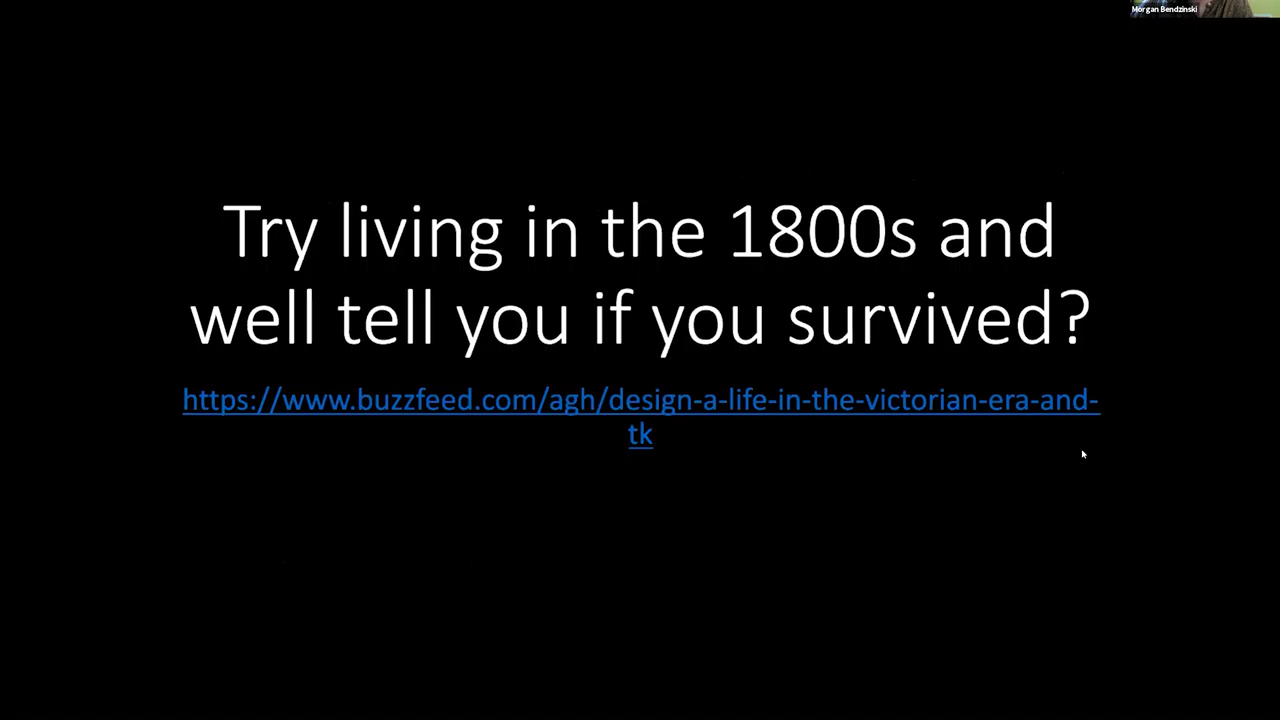 Morgan Bendzinski
Try living in the 1800s and
well tell you if you survived?
https://www.buzzfeed.com/agh/design-a-life-in-the-victorian-era-and-
tk